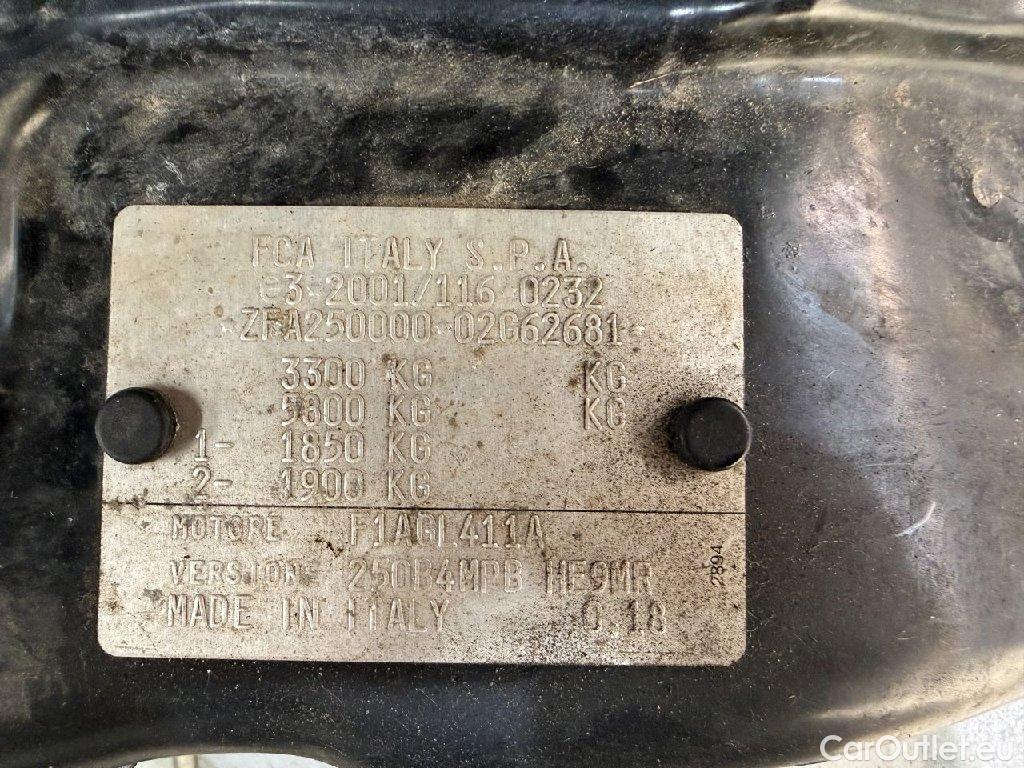 FCA ITALY S.P.A.
e3*2001/116*0232
*ZFA250000*02G62681*
3300 KG KG
5800 KG KG
1- 1850 KG
2- 1900 KG
MOTORE F1AGL411A
VERSION 250B4MPB HE9MR
MADE IN ITALY 0.18
2894
CarOutlet.eu